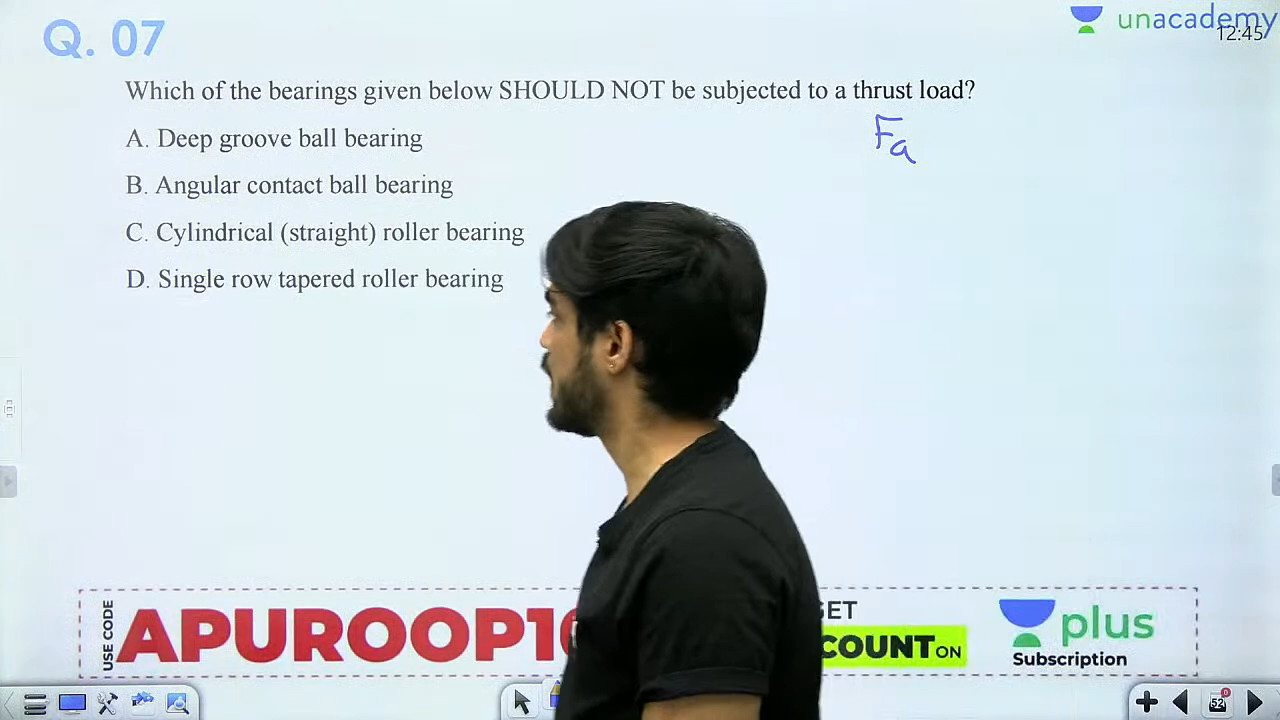 Q. 07
unacademy
12:45
Which of the bearings given below SHOULD NOT be subjected to a thrust load?
Fa
A. Deep groove ball bearing
B. Angular contact ball bearing
C. Cylindrical (straight) roller bearing
D. Single row tapered roller bearing
USE CODE
APUROOP1
GET
COUNT ON
plus
Subscription
52